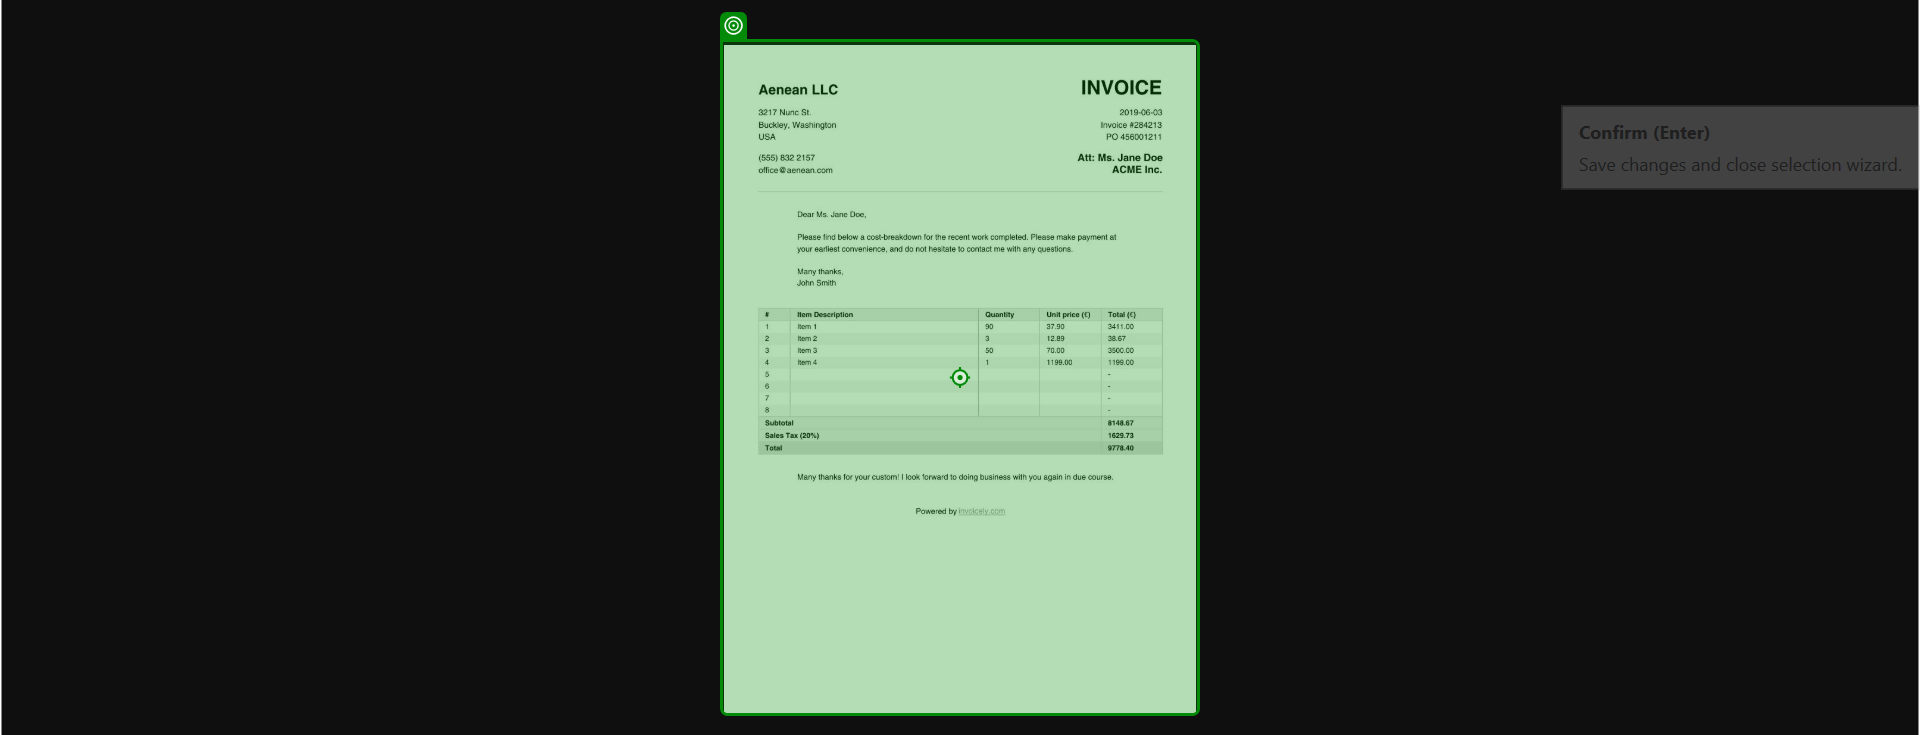 Aenean LLC
INVOICE
3217 Nunc St.
2019-06-03
Buckley, Washington
Invoice #284213
USA
PO 456001211
(555) 832 2157
Att: Ms. Jane Doe
office@aenean.com
ACME Inc.
Confirm (Enter)
Save changes and close selection wizard.
Dear Ms. Jane Doe,
Please find below a cost-breakdown for the recent work completed. Please make payment at
your earliest convenience, and do not hesitate to contact me with any questions.
Many thanks,
John Smith
# Item Description Quantity Unit price (€) Total (€)
1 Item 1 90 37.90 3411.00
2 Item 2 3 12.89 38.67
3 Item 3 50 70.00 3500.00
4 Item 4 1 1199.00 1199.00
5 -
6 -
7 -
8 -
Subtotal 8148.67
Sales Tax (20%) 1629.73
Total 9778.40
Many thanks for your custom! I look forward to doing business with you again in due course.
Powered by invoicely.com